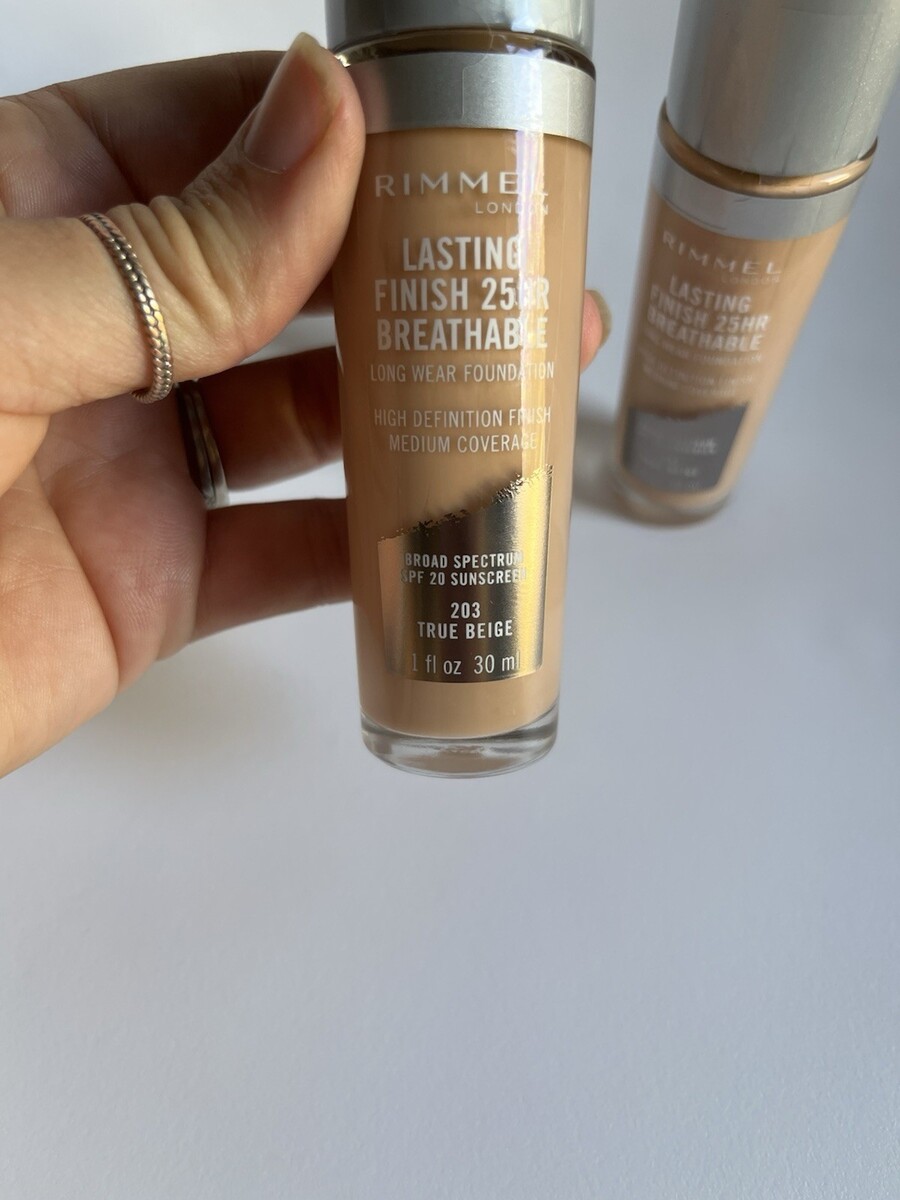 RIMMEL
LONDON
LASTING
FINISH 25HR
BREATHABLE
LONG WEAR FOUNDATION
HIGH DEFINITION FINISH
MEDIUM COVERAGE
BROAD SPECTRUM
SPF 20 SUNSCREEN
203
TRUE BEIGE
1 fl oz 30 ml
RIMMEL
LONDON
LASTING
FINISH 25HR
BREATHABLE